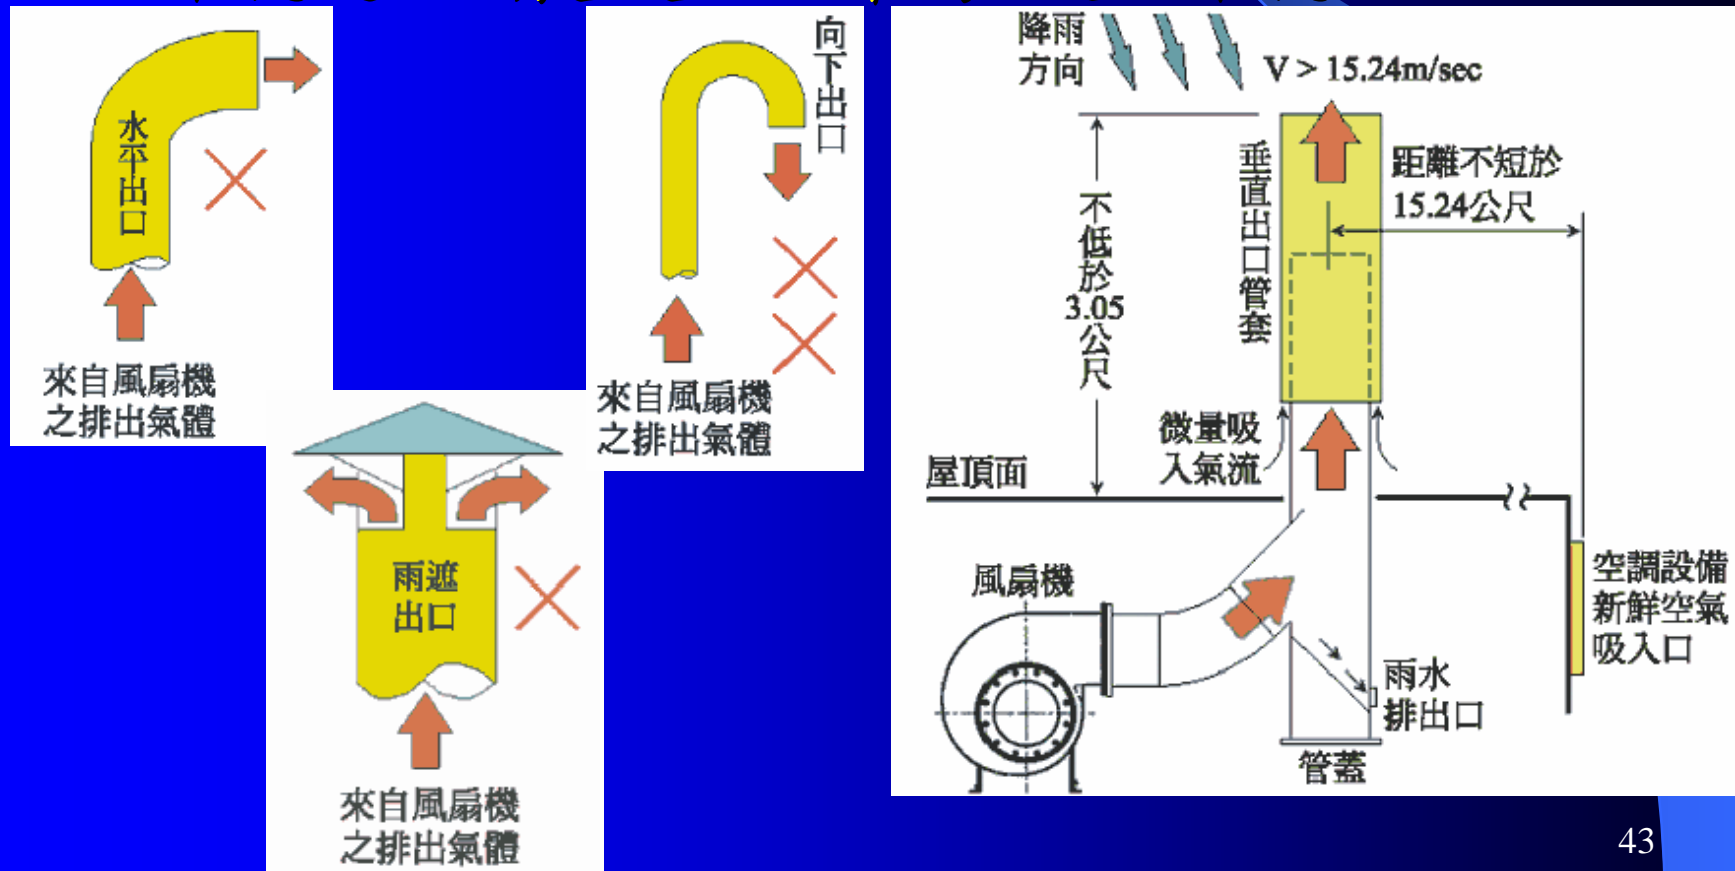 水平出口
來自風扇機
之排出氣體
向下出口
來自風扇機
之排出氣體
雨遮
出口
來自風扇機
之排出氣體
降雨
方向
V > 15.24m/sec
垂直出口管套
距離不短於
15.24公尺
不低於
3.05
公尺
微量吸
入氣流
屋頂面
風扇機
空調設備
新鮮空氣
吸入口
雨水
排出口
管蓋
43